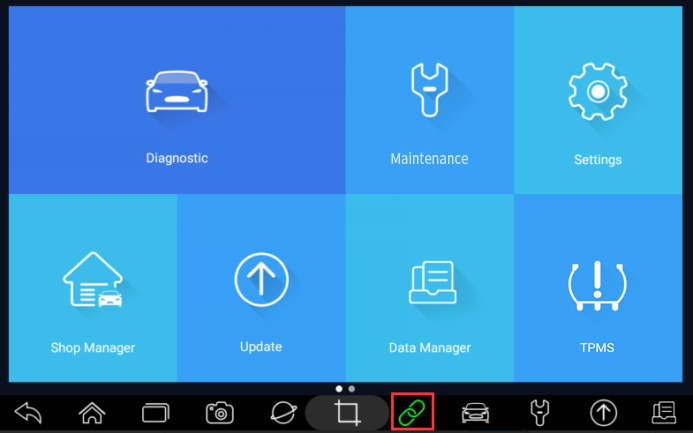 Diagnostic
Maintenance
Settings
Shop Manager
Update
Data Manager
TPMS